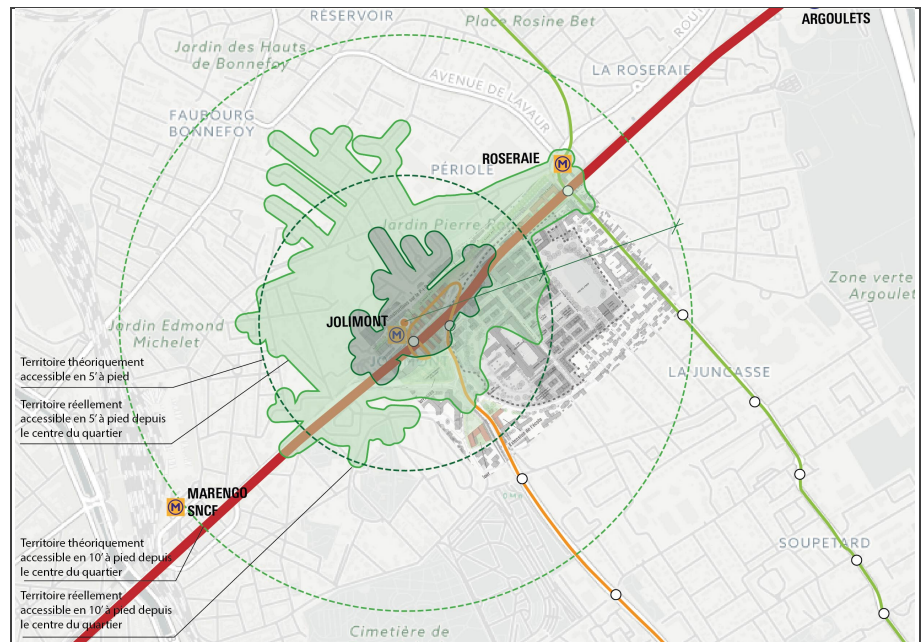 RÉSERVOIR
Place Rosine Bet
ARGOULETS
Jardin des Hauts
de Bonnefoy
AVENUE DE LAVAUR
LA ROSERAIE
FAUBOURG
BONNEFOY
PÉRIOLE
ROSERAIE
M
Jardin Pierre
Zone verte
Argoulet
JOLIMONT
M
Jardin Edmond
Michelet
Territoire théoriquement
accessible en 5' à pied
LA JUNCASSE
Territoire réellement
accessible en 5' à pied depuis
le centre du quartier
M
MARENGO
SNCF
Territoire théoriquement
accessible en 10' à pied depuis
le centre du quartier
SOUPETARD
Territoire réellement
accessible en 10' à pied depuis
le centre du quartier
Cimetière de